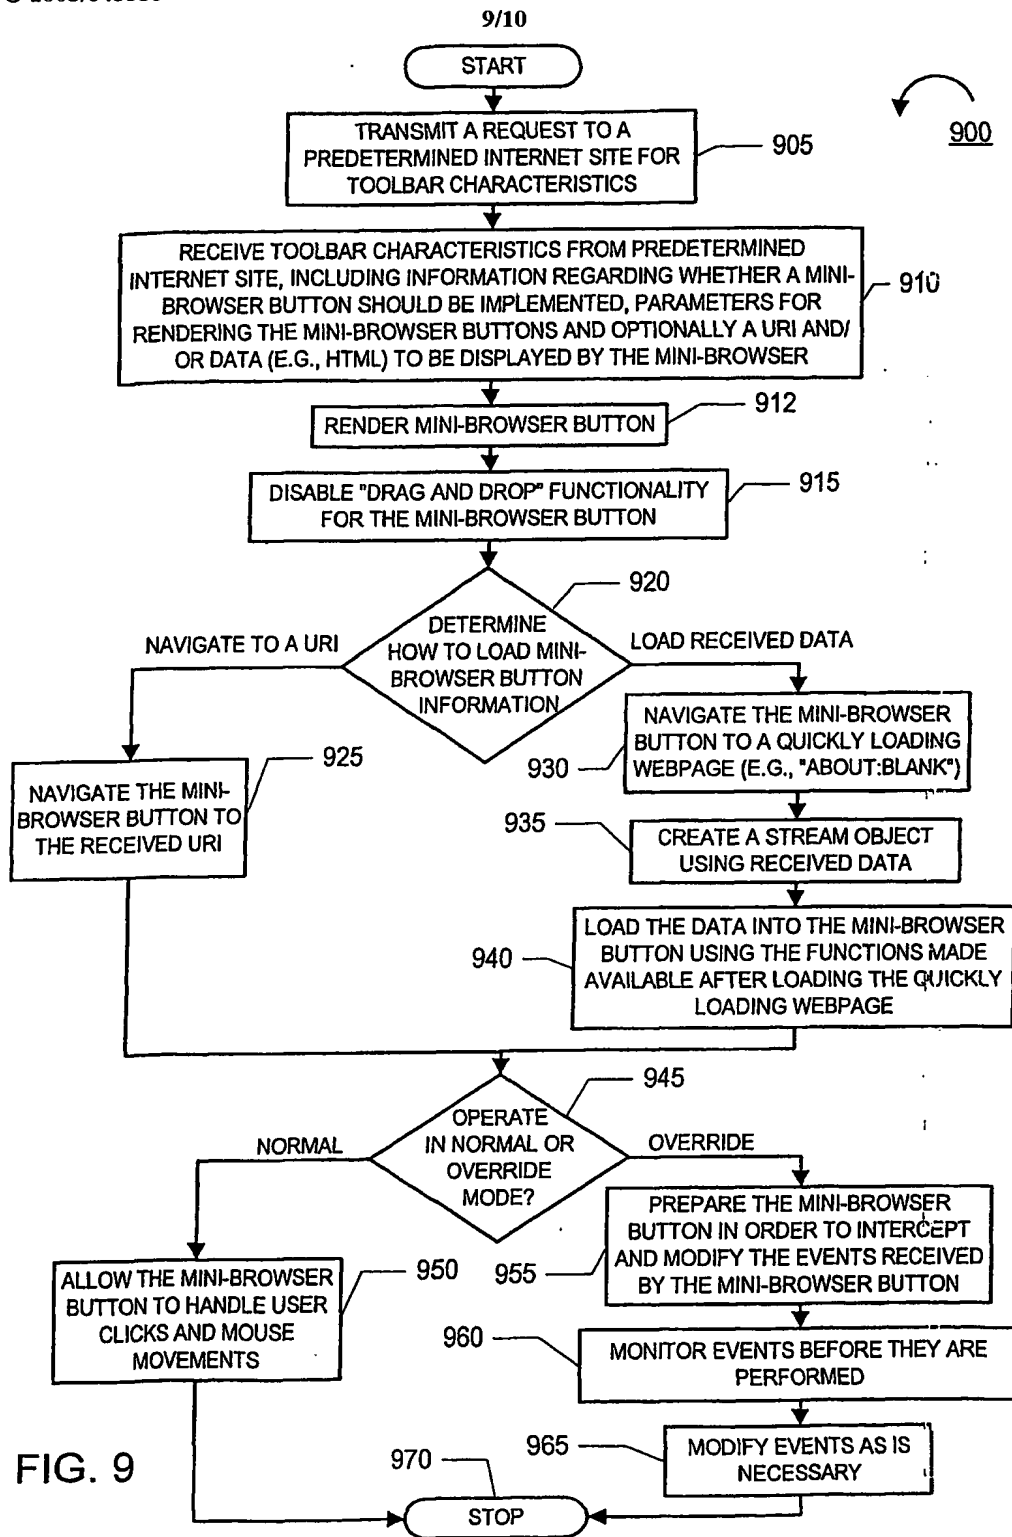 9/10
START
900
TRANSMIT A REQUEST TO A
PREDETERMINED INTERNET SITE FOR
TOOLBAR CHARACTERISTICS
905
RECEIVE TOOLBAR CHARACTERISTICS FROM PREDETERMINED
INTERNET SITE, INCLUDING INFORMATION REGARDING WHETHER A MINI-
BROWSER BUTTON SHOULD BE IMPLEMENTED, PARAMETERS FOR
RENDERING THE MINI-BROWSER BUTTONS AND OPTIONALLY A URI AND/
OR DATA (E.G., HTML) TO BE DISPLAYED BY THE MINI-BROWSER
910
RENDER MINI-BROWSER BUTTON
912
DISABLE "DRAG AND DROP" FUNCTIONALITY
FOR THE MINI-BROWSER BUTTON
915
920
DETERMINE
HOW TO LOAD MINI-
BROWSER BUTTON
INFORMATION
NAVIGATE TO A URI
LOAD RECEIVED DATA
925
NAVIGATE THE MINI-
BROWSER BUTTON TO
THE RECEIVED URI
NAVIGATE THE MINI-BROWSER
BUTTON TO A QUICKLY LOADING
WEBPAGE (E.G., "ABOUT:BLANK")
930
935
CREATE A STREAM OBJECT
USING RECEIVED DATA
940
LOAD THE DATA INTO THE MINI-BROWSER
BUTTON USING THE FUNCTIONS MADE
AVAILABLE AFTER LOADING THE QUICKLY
LOADING WEBPAGE
945
OPERATE
IN NORMAL OR
OVERRIDE
MODE?
NORMAL
OVERRIDE
ALLOW THE MINI-BROWSER
BUTTON TO HANDLE USER
CLICKS AND MOUSE
MOVEMENTS
950
955
PREPARE THE MINI-BROWSER
BUTTON IN ORDER TO INTERCEPT
AND MODIFY THE EVENTS RECEIVED
BY THE MINI-BROWSER BUTTON
960
MONITOR EVENTS BEFORE THEY ARE
PERFORMED
965
MODIFY EVENTS AS IS
NECESSARY
970
STOP
FIG. 9